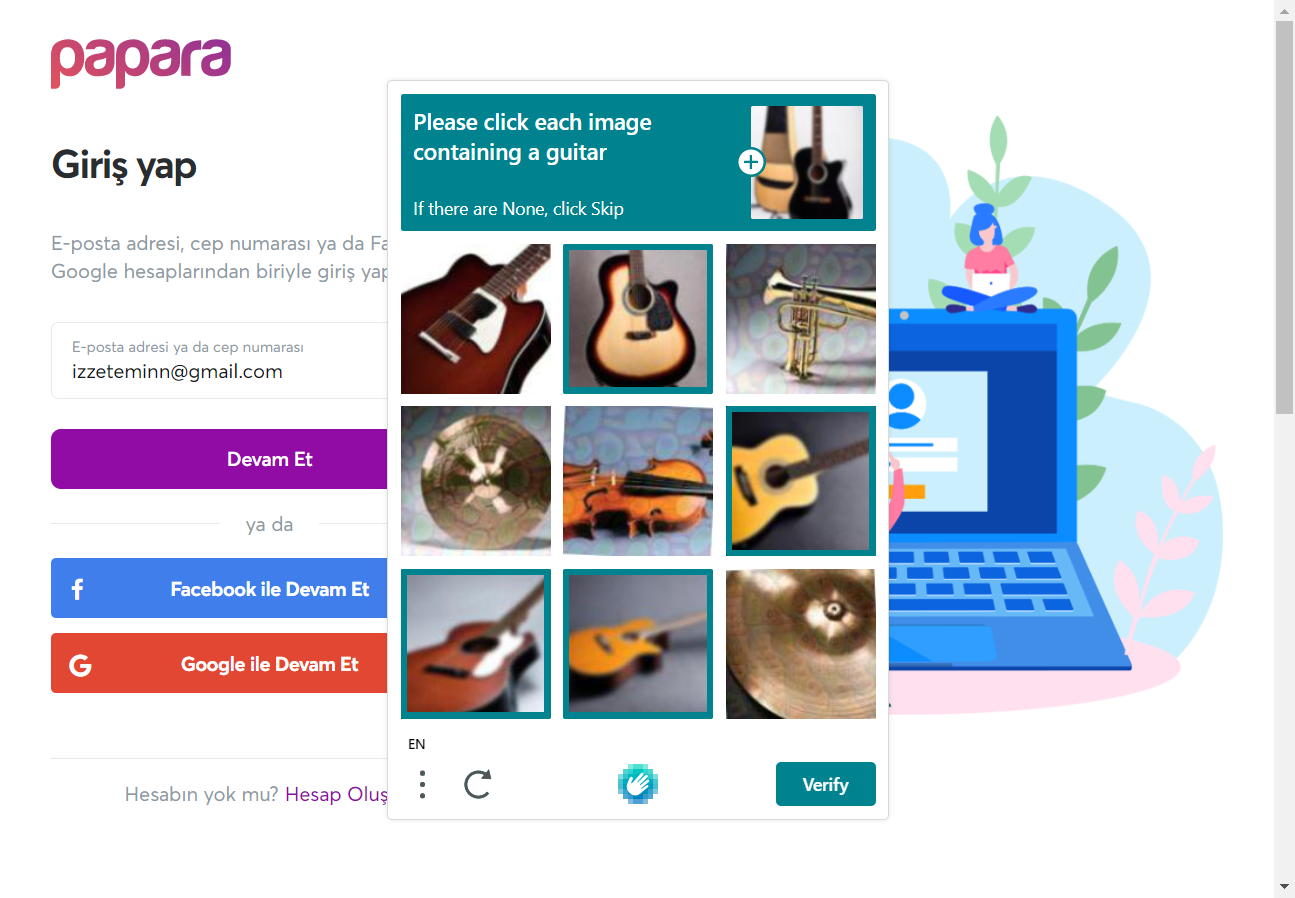 papara
Giriş yap
E-posta adresi, cep numarası ya da Fa
Google hesaplarından biriyle giriş yap
E-posta adresi ya da cep numarası
izzeteminn@gmail.com
Devam Et
ya da
Facebook ile Devam Et
Google ile Devam Et
Hesabın yok mu? Hesap Oluş
Please click each image
containing a guitar
If there are None, click Skip
EN
Verify